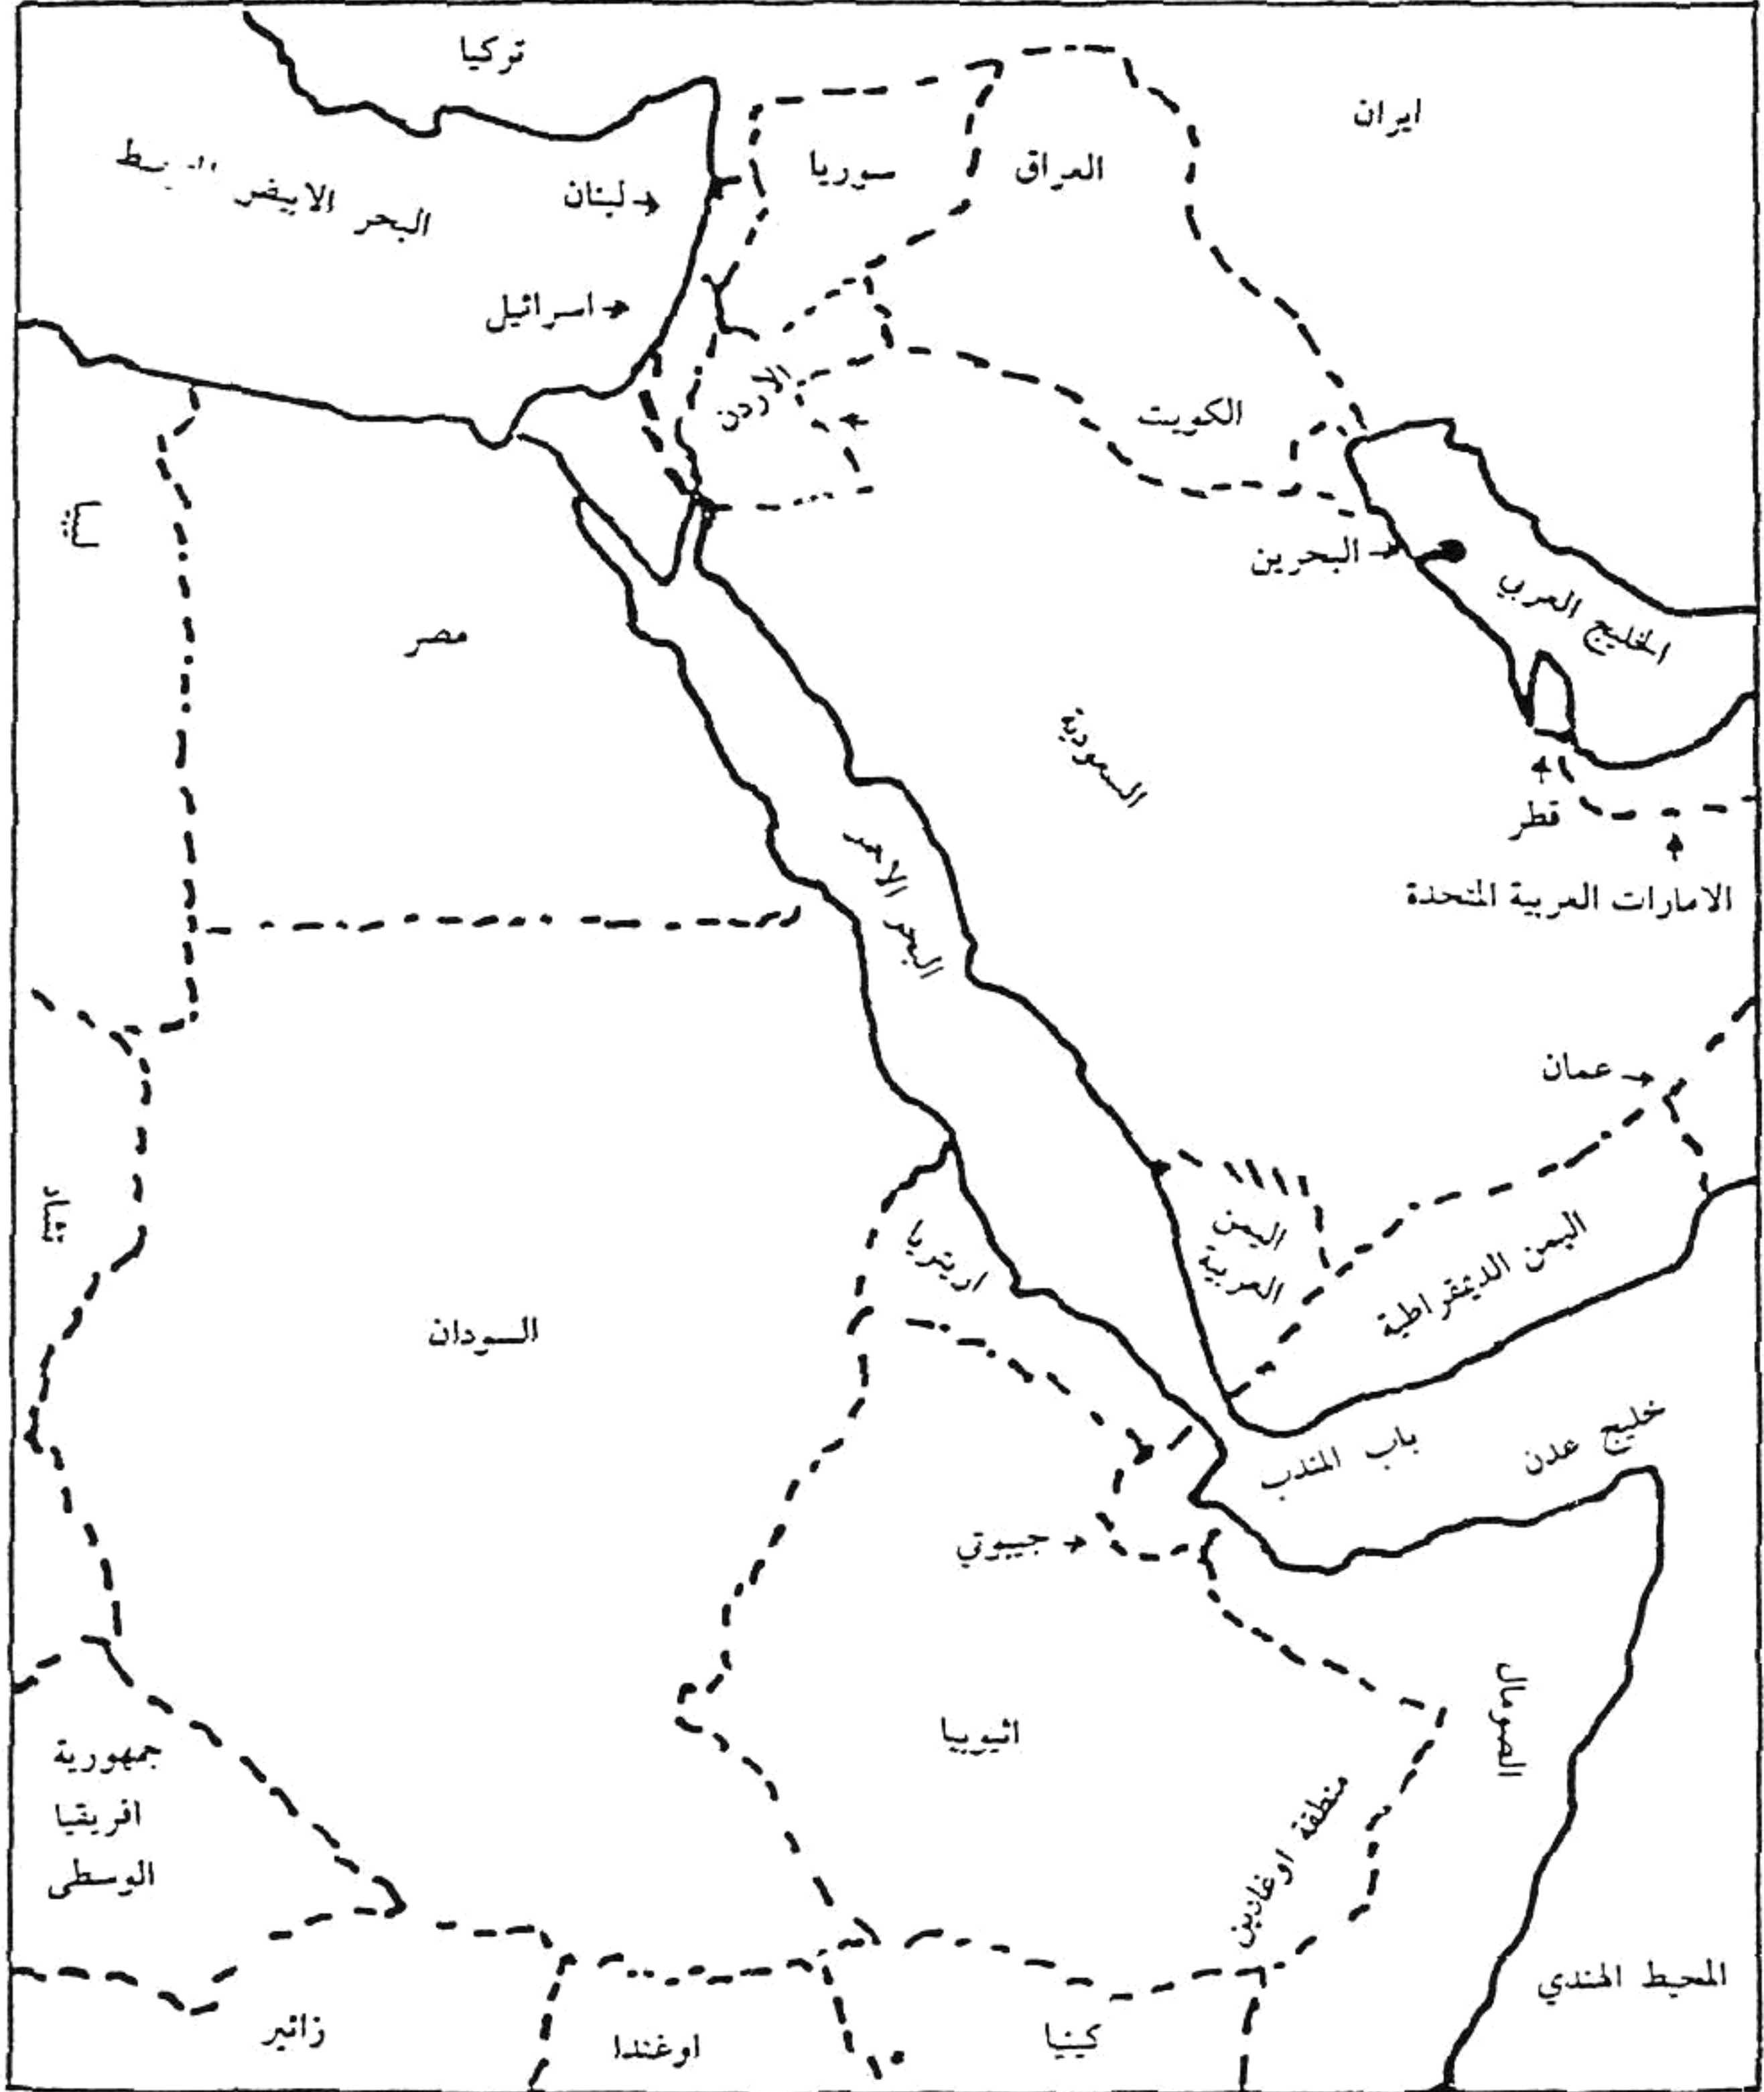 تركيا
ايران
سوريا
العراق
لبنان
البحر الابيض
اسرائيل
الاردن
الكويت
البحرين
الخليج العربي
مصر
السعودية
قطر
الامارات العربية المتحدة
البحر
عمان
تشاد
اليمن
العربية
اليمن الديمقراطية
اريتريا
السودان
باب المندب
خليج عدن
جيبوتي
الصومال
اثيوبيا
جمهورية
افريقيا
الوسطى
منطقة اوغادين
المحيط الهندي
زائير
اوغندا
كينيا